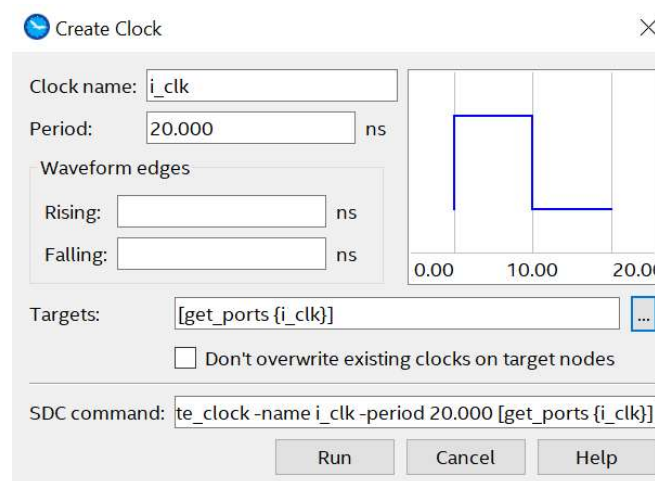 Create Clock
Clock name: i_clk
Period: 20.000 ns
Waveform edges
Rising: ns
Falling: ns
0.00 10.00 20.0
Targets: [get_ports {i_clk}] ...
Don't overwrite existing clocks on target nodes
SDC command: te_clock -name i_clk -period 20.000 [get_ports {i_clk}]
Run Cancel Help